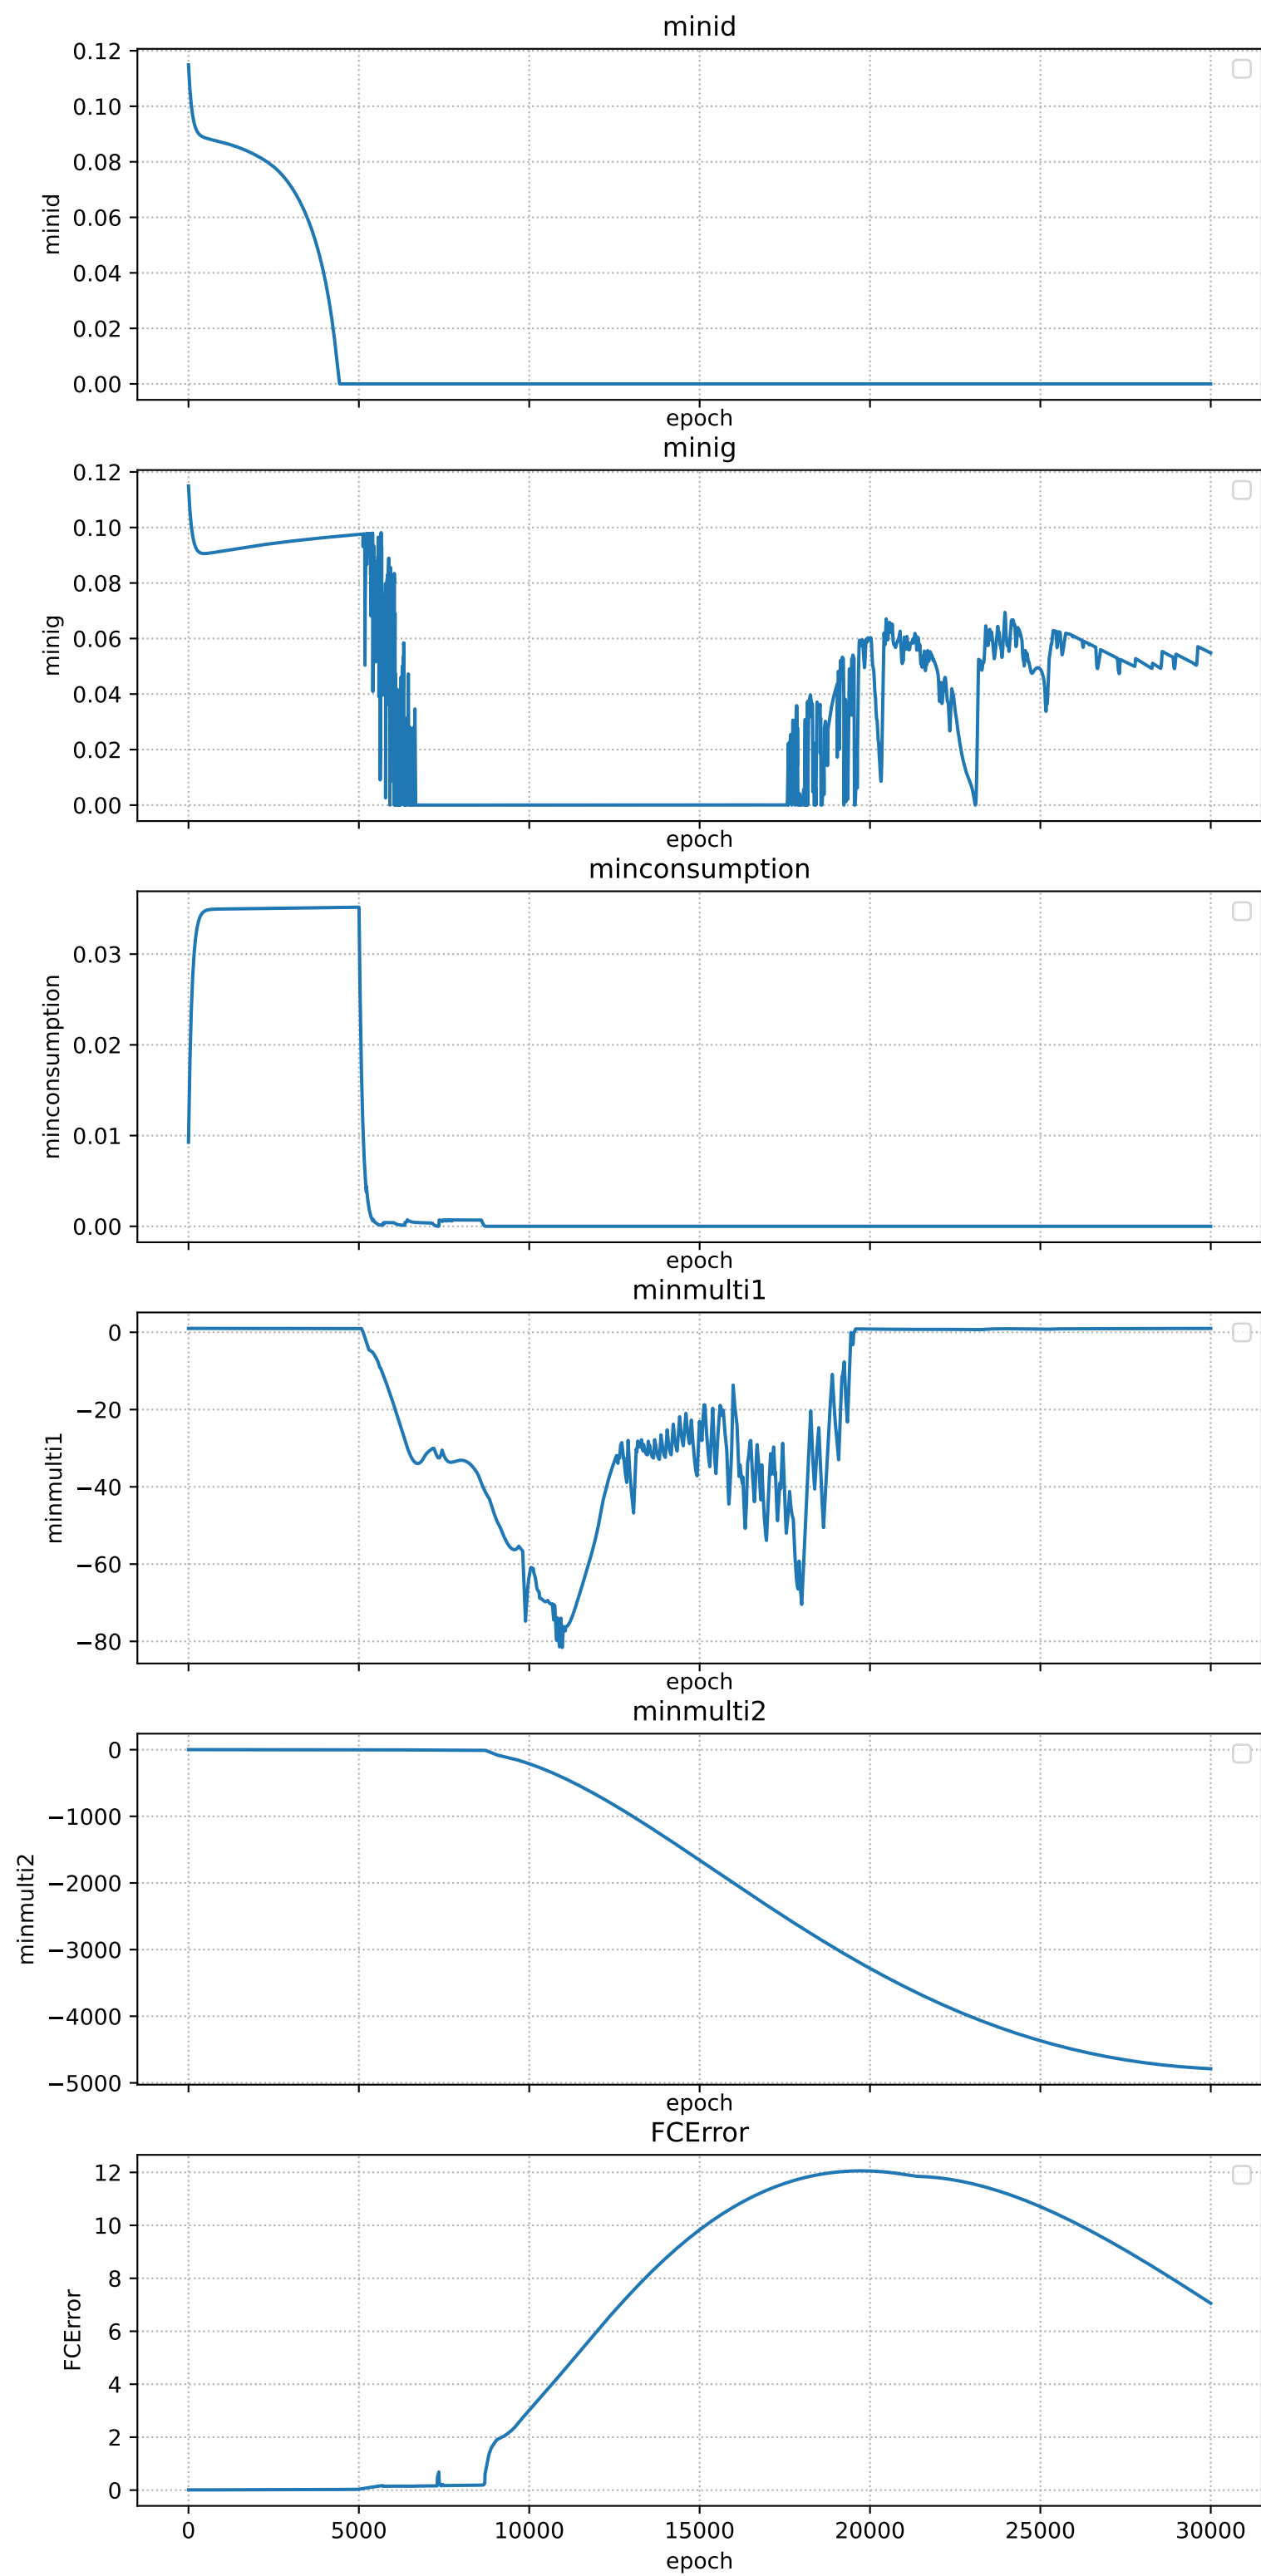 minid
0.12
0.10
0.08
0.06
0.04
0.02
0.00
minid
epoch
minig
0.12
0.10
0.08
0.06
0.04
0.02
0.00
minig
epoch
minconsumption
0.03
0.02
0.01
0.00
minconsumption
epoch
minmulti1
0
−20
−40
−60
−80
minmulti1
epoch
minmulti2
0
−1000
−2000
−3000
−4000
−5000
minmulti2
epoch
FCError
12
10
8
6
4
2
0
FCError
0 5000 10000 15000 20000 25000 30000
epoch